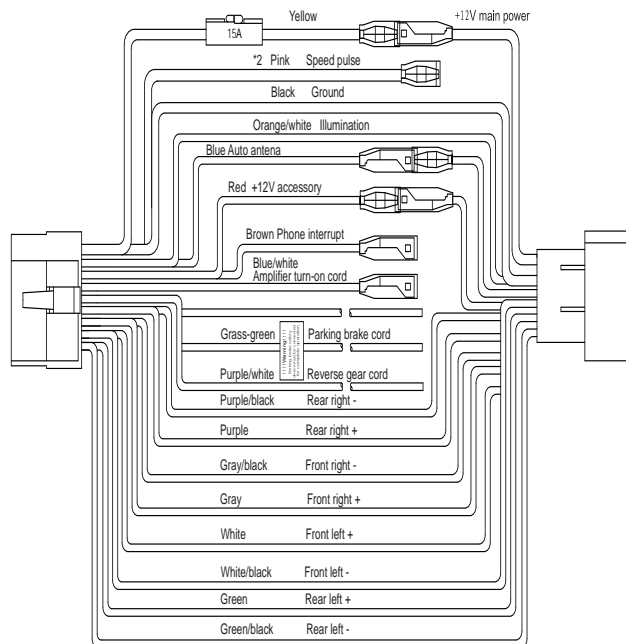 Yellow +12V main power
15A
*2 Pink Speed pulse
Black Ground
Orange/white Illumination
Blue Auto antena
Red +12V accessory
Brown Phone interrupt
Blue/white
Amplifier turn-on cord
Grass-green Parking brake cord
!!!!Warning!!!!
Purple/white Reverse gear cord
Purple/black Rear right -
Purple Rear right +
Gray/black Front right -
Gray Front right +
White Front left +
White/black Front left -
Green Rear left +
Green/black Rear left -